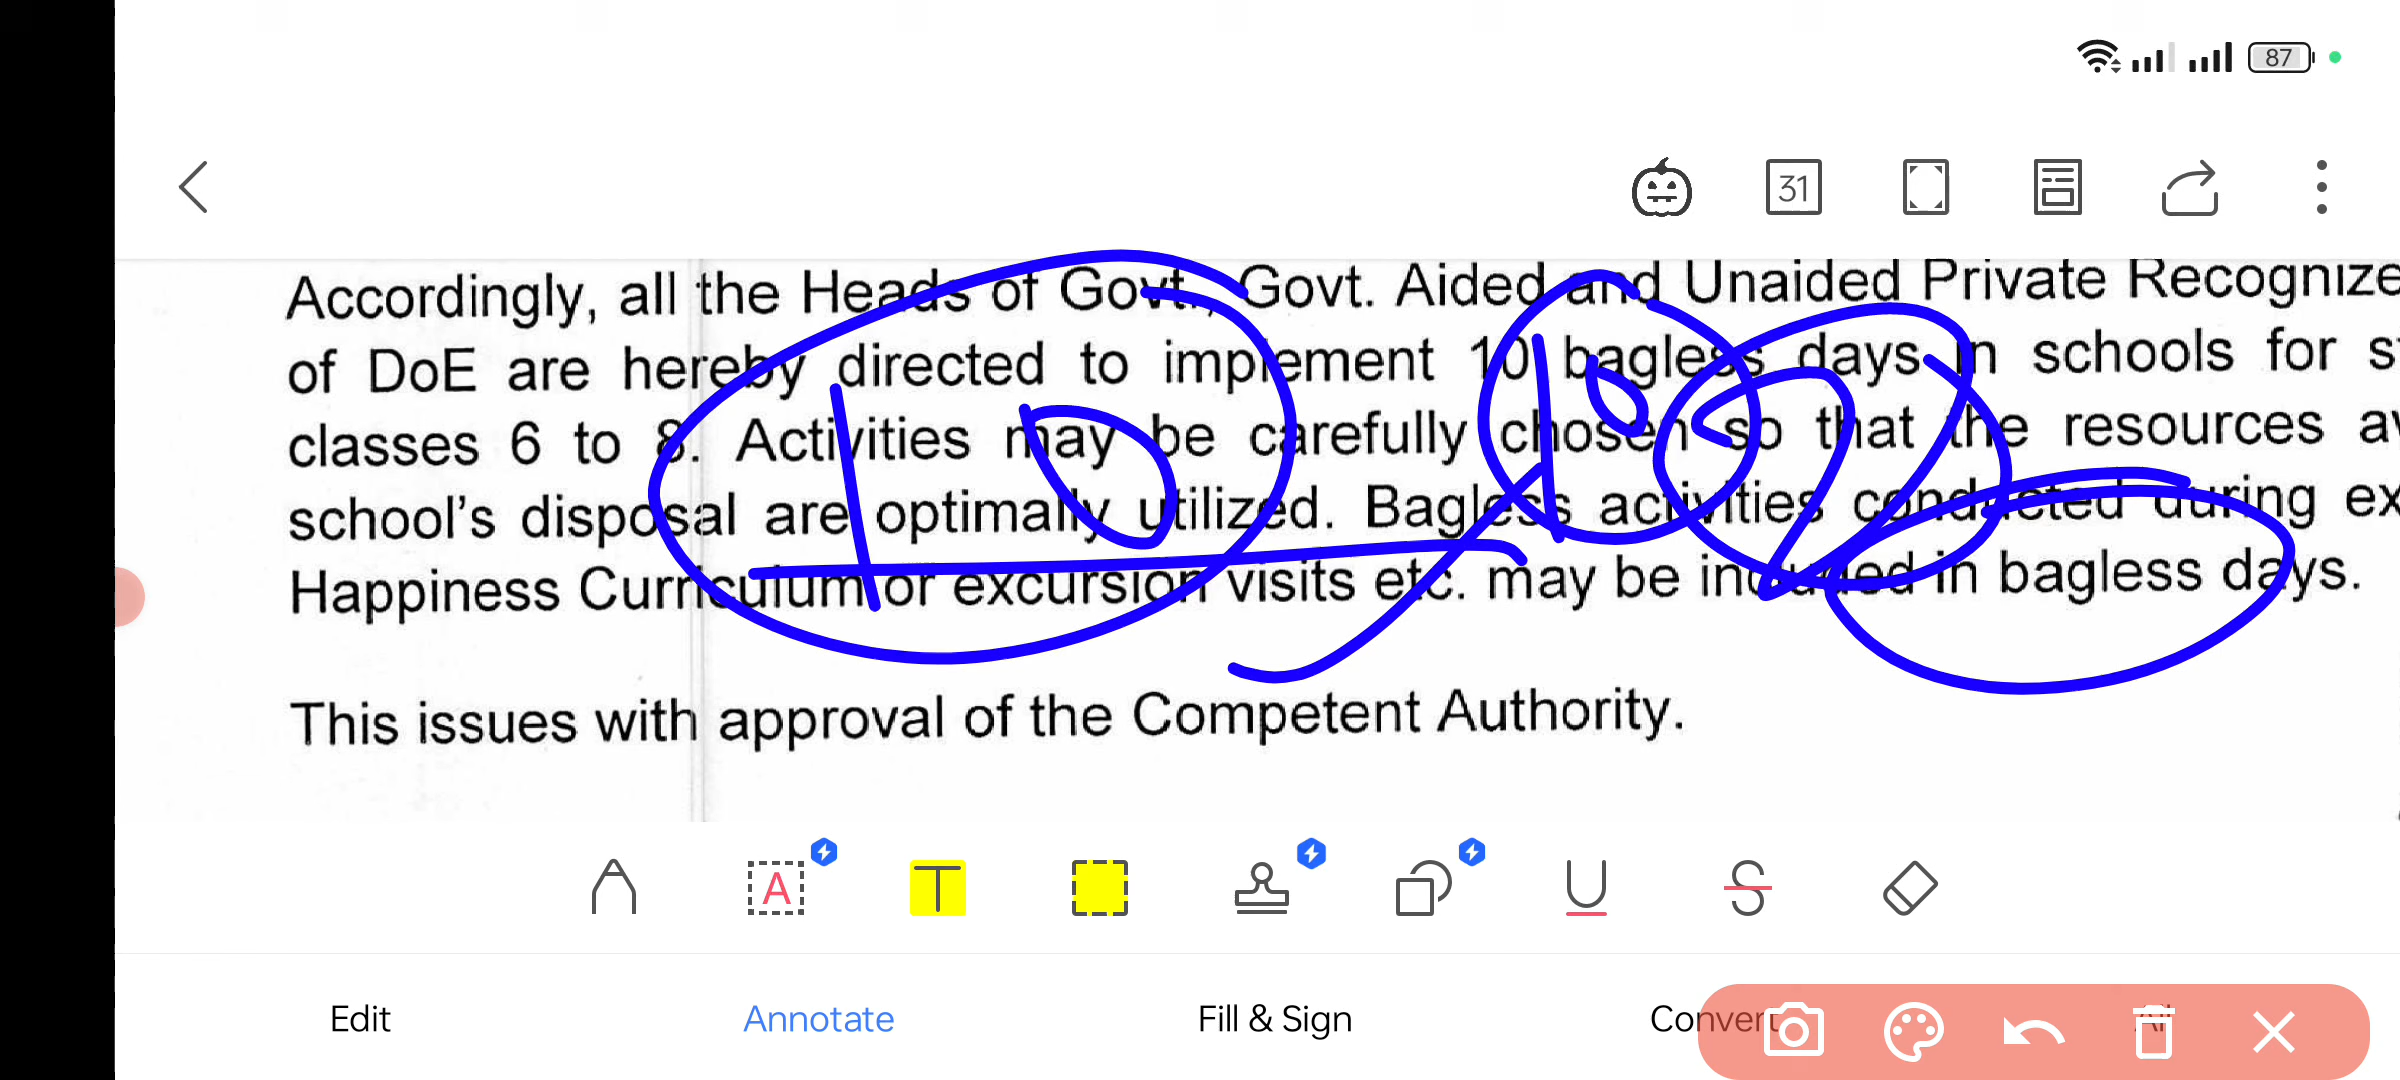 87
31
Accordingly, all the Heads of Govt., Govt. Aided and Unaided Private Recognize
of DoE are hereby directed to implement 10 bagless days in schools for s
classes 6 to 8. Activities may be carefully chosen so that the resources av
school's disposal are optimally utilized. Bagless activities conducted during ex
Happiness Curriculum or excursion visits etc. may be included in bagless days.
10
10
2
This issues with approval of the Competent Authority.
A
T
U
S
Edit
Annotate
Fill & Sign
Convert
All